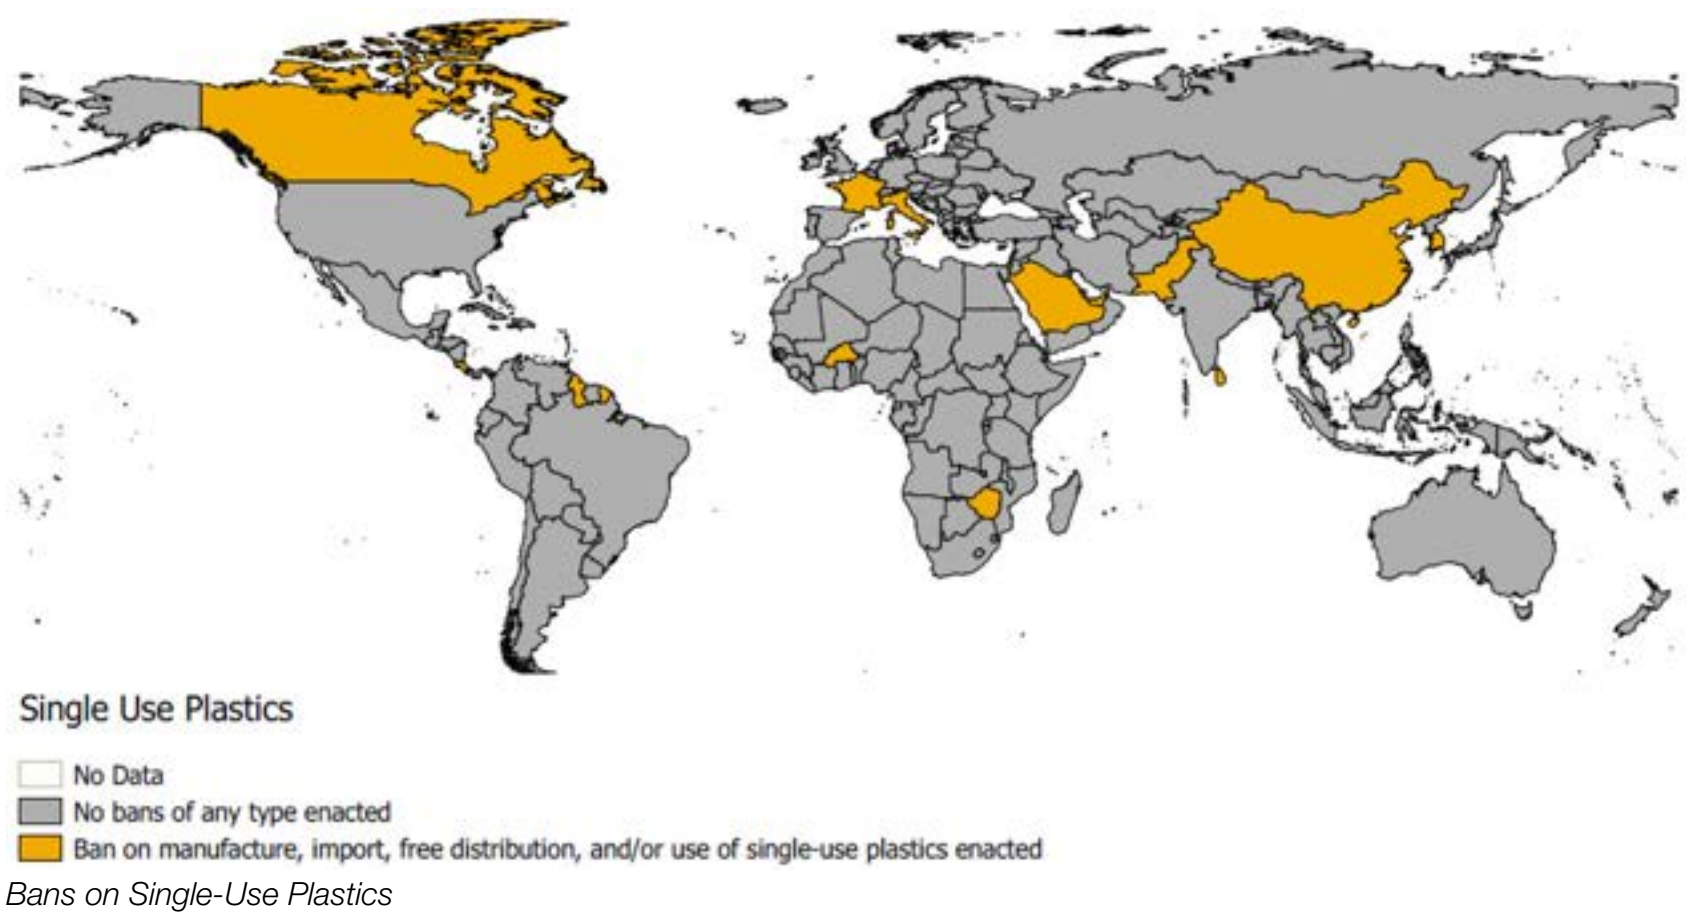 Single Use Plastics
No Data
No bans of any type enacted
Ban on manufacture, import, free distribution, and/or use of single-use plastics enacted
Bans on Single-Use Plastics